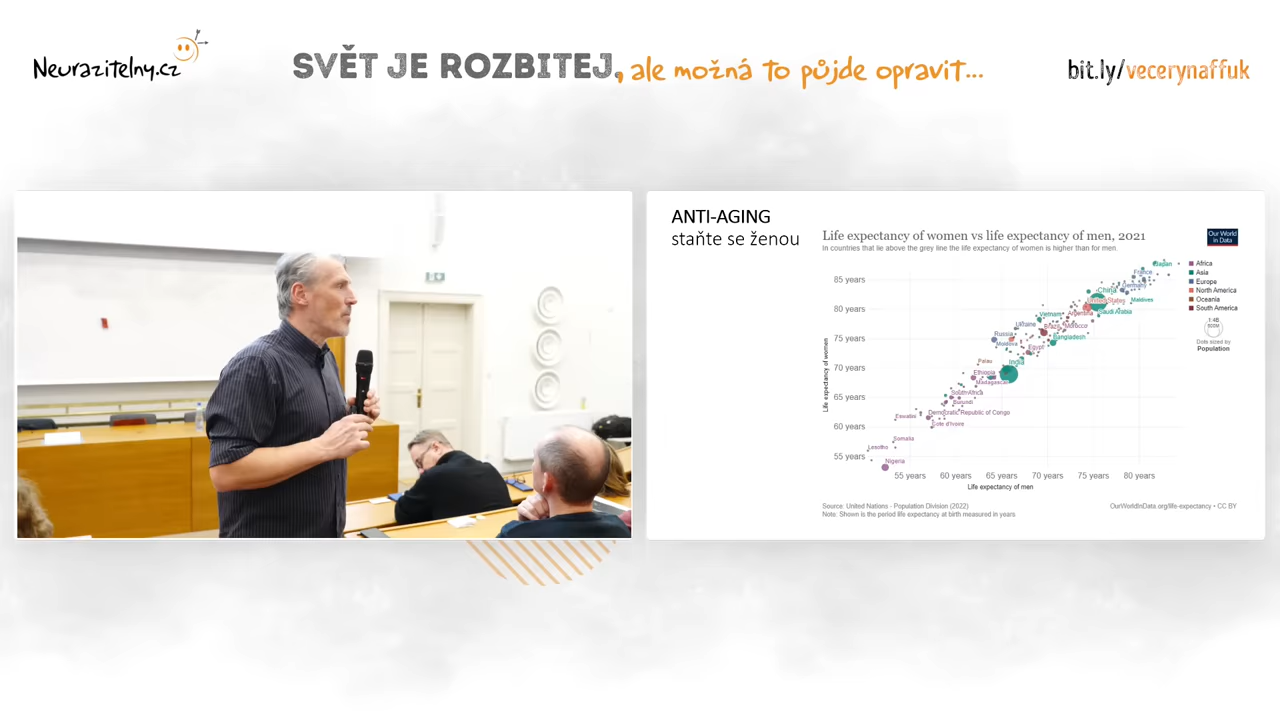 Neurazitelny.cz
SVĚT JE ROZBITEJ, ale možná to půjde opravit...
bit.ly/vecerynaffuk
ANTI-AGING
staňte se ženou
Life expectancy of women vs life expectancy of men, 2021
In countries that lie above the grey line the life expectancy of women is higher than for men.
Our World
in Data
Life expectancy of women
85 years
80 years
75 years
70 years
65 years
60 years
55 years
Japan
France
Germany
China
United States
Maldives
Saudi Arabia
Vietnam
Argentina
Ukraine
Brazil
Morocco
Russia
Bangladesh
Moldova
Egypt
Palau
India
Ethiopia
Madagascar
South Africa
Burundi
Eswatini
Democratic Republic of Congo
Cote d'Ivoire
Somalia
Lesotho
Nigeria
55 years
60 years
65 years
70 years
75 years
80 years
Life expectancy of men
Africa
Asia
Europe
North America
Oceania
South America
1.4B
600M
Dots sized by
Population
Source: United Nations - Population Division (2022)
Note: Shown is the period life expectancy at birth measured in years.
OurWorldInData.org/life-expectancy • CC BY